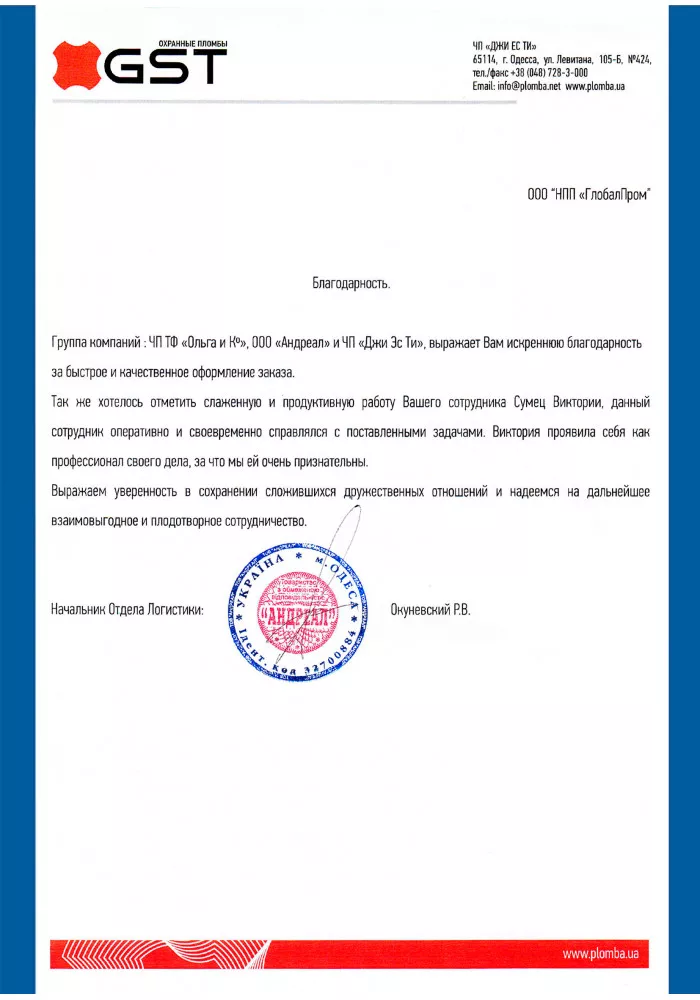 ОХРАННЫЕ ПЛОМБЫ
GST
ЧП «ДЖИ ЕС ТИ»
65114, г. Одесса, ул. Левитана, 105-Б, №424,
тел./факс +38 (048) 728-3-000
Email: info@plomba.net www.plomba.ua
ООО "НПП «ГлобалПром"
Благодарность.
Группа компаний : ЧП ТФ «Ольга и Кº», ООО «Андреал» и ЧП «Джи Эс Ти», выражает Вам искреннюю благодарность
за быстрое и качественное оформление заказа.
Так же хотелось отметить слаженную и продуктивную работу Вашего сотрудника Сумец Виктории, данный
сотрудник оперативно и своевременно справлялся с поставленными задачами. Виктория проявила себя как
профессионал своего дела, за что мы ей очень признательны.
Выражаем уверенность в сохранении сложившихся дружественных отношений и надеемся на дальнейшее
взаимовыгодное и плодотворное сотрудничество.
Начальник Отдела Логистики:
Окуневский Р.В.
* УКРАЇНА * м.ОДЕСА *
Товариство
з обмеженою
відповідальністю
"АНДРЕАЛ"
Ідент. код 32700884
www.plomba.ua